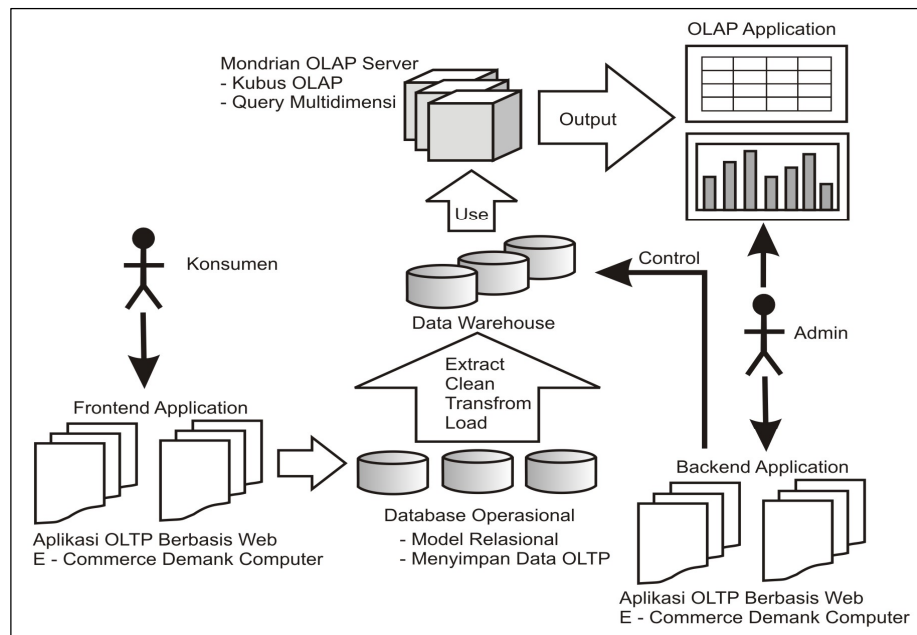 OLAP Application
Mondrian OLAP Server
- Kubus OLAP
- Query Multidimensi
Output
Use
Konsumen
Control
Data Warehouse
Admin
Extract
Clean
Transfrom
Load
Frontend Application
Backend Application
Database Operasional
- Model Relasional
- Menyimpan Data OLTP
Aplikasi OLTP Berbasis Web
E - Commerce Demank Computer
Aplikasi OLTP Berbasis Web
E - Commerce Demank Computer